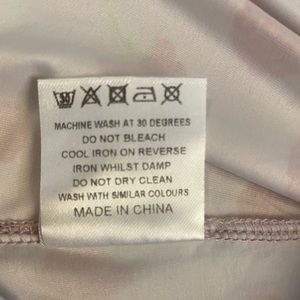 30
MACHINE WASH AT 30 DEGREES
DO NOT BLEACH
COOL IRON ON REVERSE
IRON WHILST DAMP
DO NOT DRY CLEAN
WASH WITH SIMILAR COLOURS
MADE IN CHINA